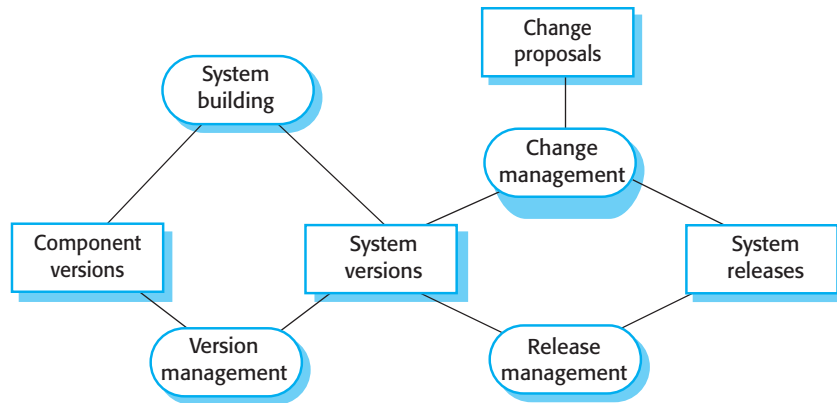 Change
proposals
System
building
Change
management
Component
versions
System
versions
System
releases
Version
management
Release
management